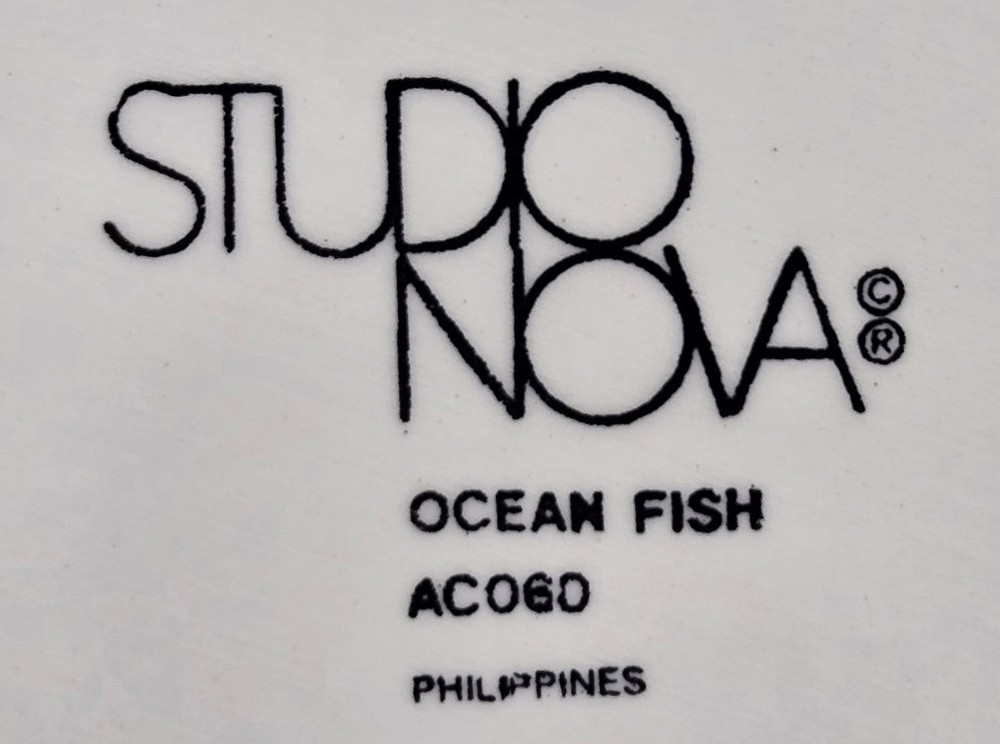 STUDIO
NOVA © ®
OCEAN FISH
AC060
PHILIPPINES